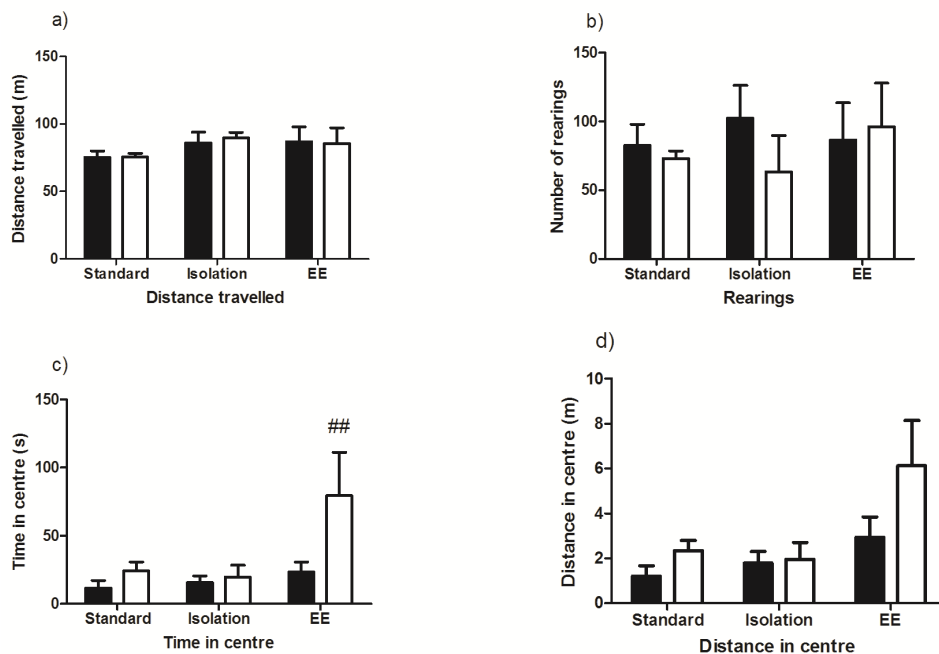 a)
Distance travelled (m)
150
100
50
0
Standard Isolation EE
Distance travelled
b)
Number of rearings
150
100
50
0
Standard Isolation EE
Rearings
c)
Time in centre (s)
150
100
50
0
##
Standard Isolation EE
Time in centre
d)
Distance in centre (m)
10
8
6
4
2
0
Standard Isolation EE
Distance in centre